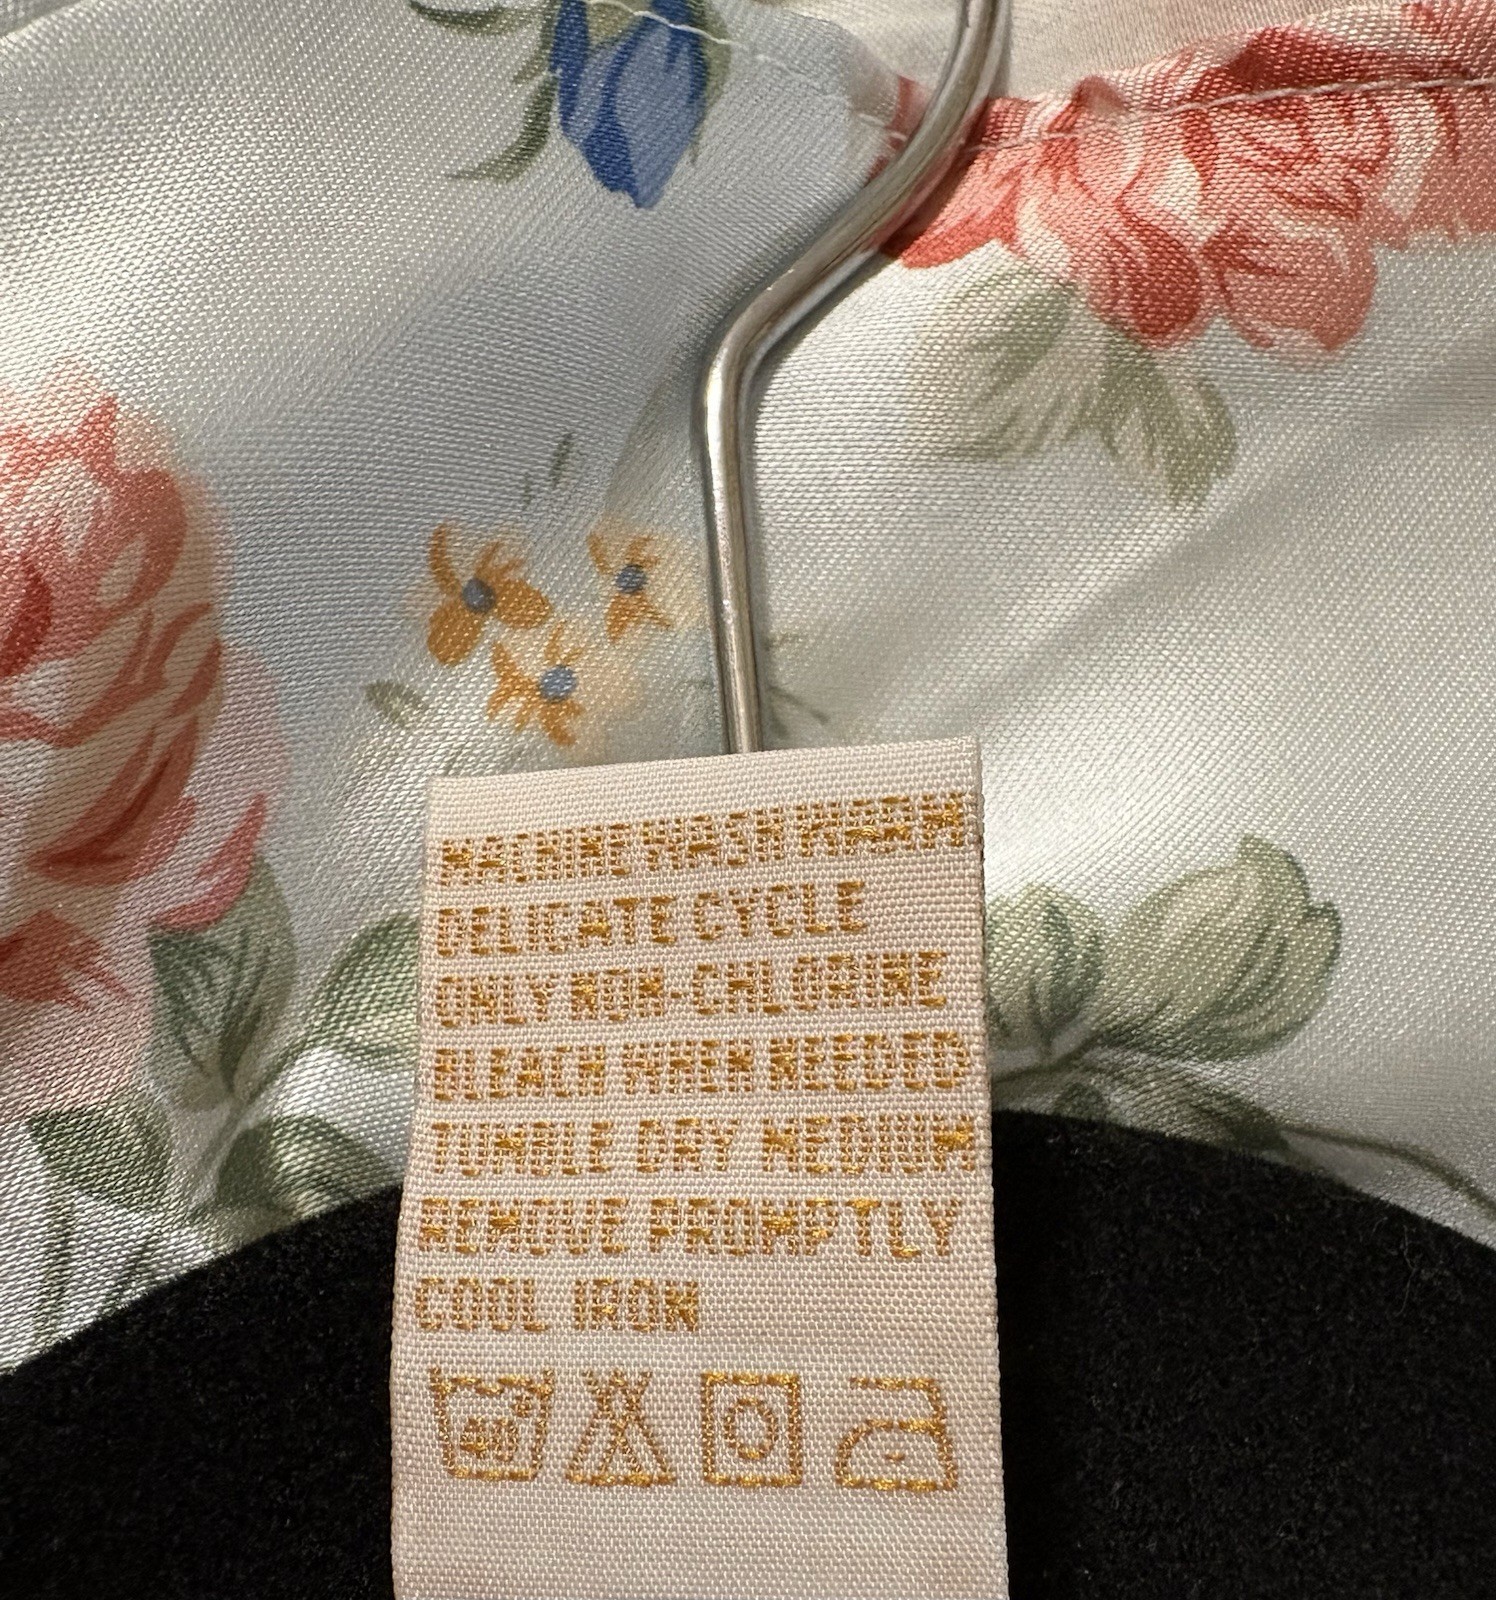 MACHINE WASH WARM
DELICATE CYCLE
ONLY NON-CHLORINE
BLEACH WHEN NEEDED
TUMBLE DRY MEDIUM
REMOVE PROMPTLY
COOL IRON
40